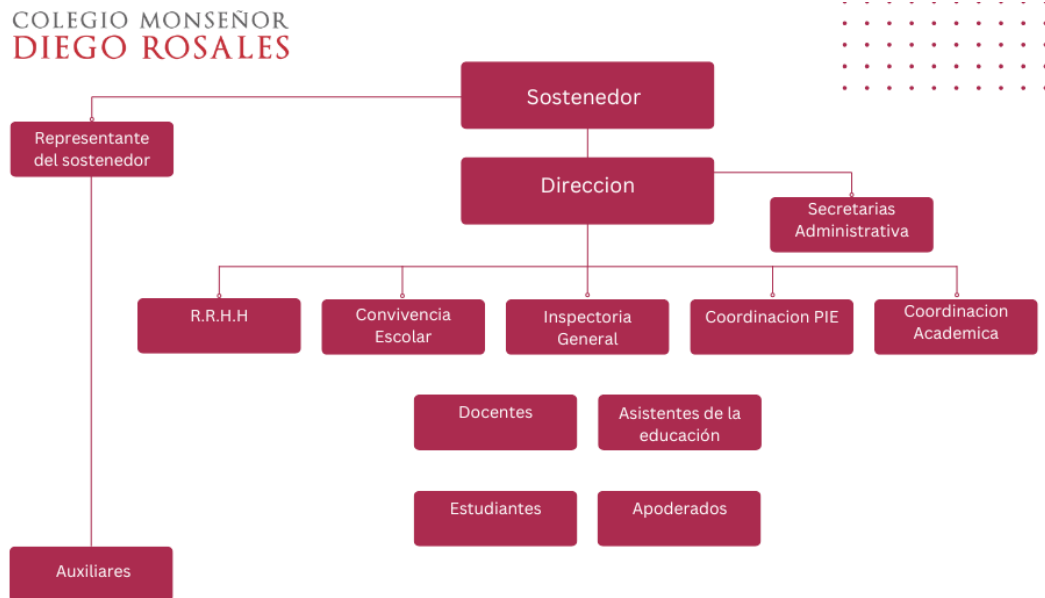 COLEGIO MONSEÑOR
DIEGO ROSALES
Sostenedor
Representante
del sostenedor
Direccion
Secretarias
Administrativa
R.R.H.H
Convivencia
Escolar
Inspectoria
General
Coordinacion PIE
Coordinacion
Academica
Docentes
Asistentes de la
educación
Estudiantes
Apoderados
Auxiliares